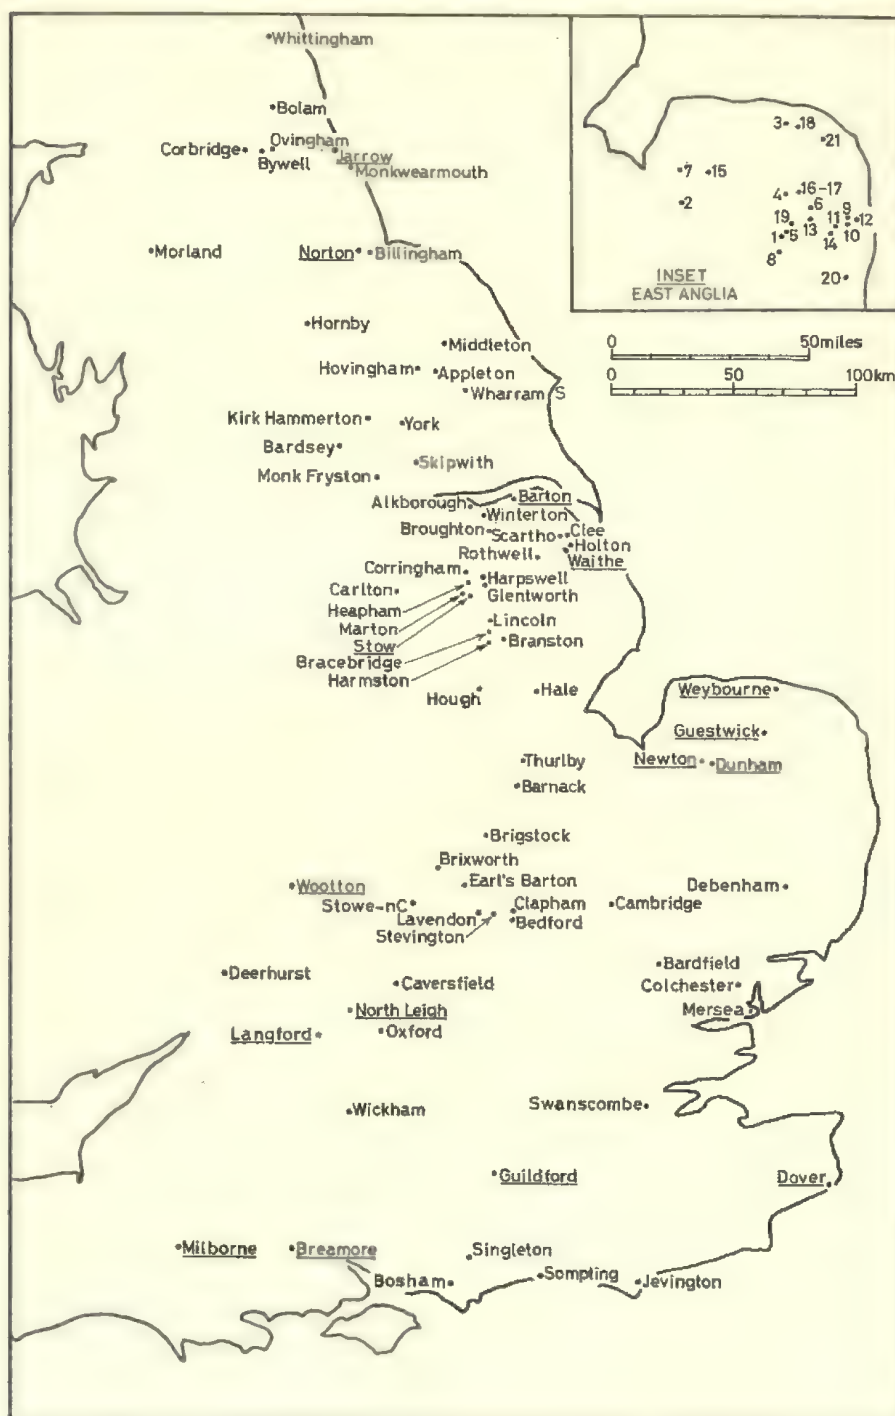 Whittingham
Bolam
Ovingham
Corbridge
Bywell
Jarrow
Monkwearmouth
Morland
Norton
Billingham
Hornby
Middleton
Hovingham
Appleton
Wharram S
Kirk Hammerton
York
Bardsey
Skipwith
Monk Fryston
Alkborough
Barton
Winterton
Broughton
Scartho
Clee
Holton
Rothwell
Waithe
Corringham
Harpswell
Carlton
Glentworth
Heapham
Marton
Stow
Lincoln
Bracebridge
Branston
Harmston
Hough
Hale
Weybourne
Guestwick
Newton
Dunham
Thurlby
Barnack
Brigstock
Brixworth
Wootton
Earl's Barton
Debenham
Stowe-nC
Clapham
Cambridge
Lavendon
Bedford
Stevington
Deerhurst
Bardfield
Caversfield
Colchester
North Leigh
Mersea
Langford
Oxford
Wickham
Swanscombe
Guildford
Dover
Milborne
Breamore
Singleton
Bosham
Sompting
Jevington
3 18
21
7 15
4 16-17
2
6 9
19 11 12
1 5 13 14 10
8
20
INSET
EAST ANGLIA
0 50 miles
0 50 100km